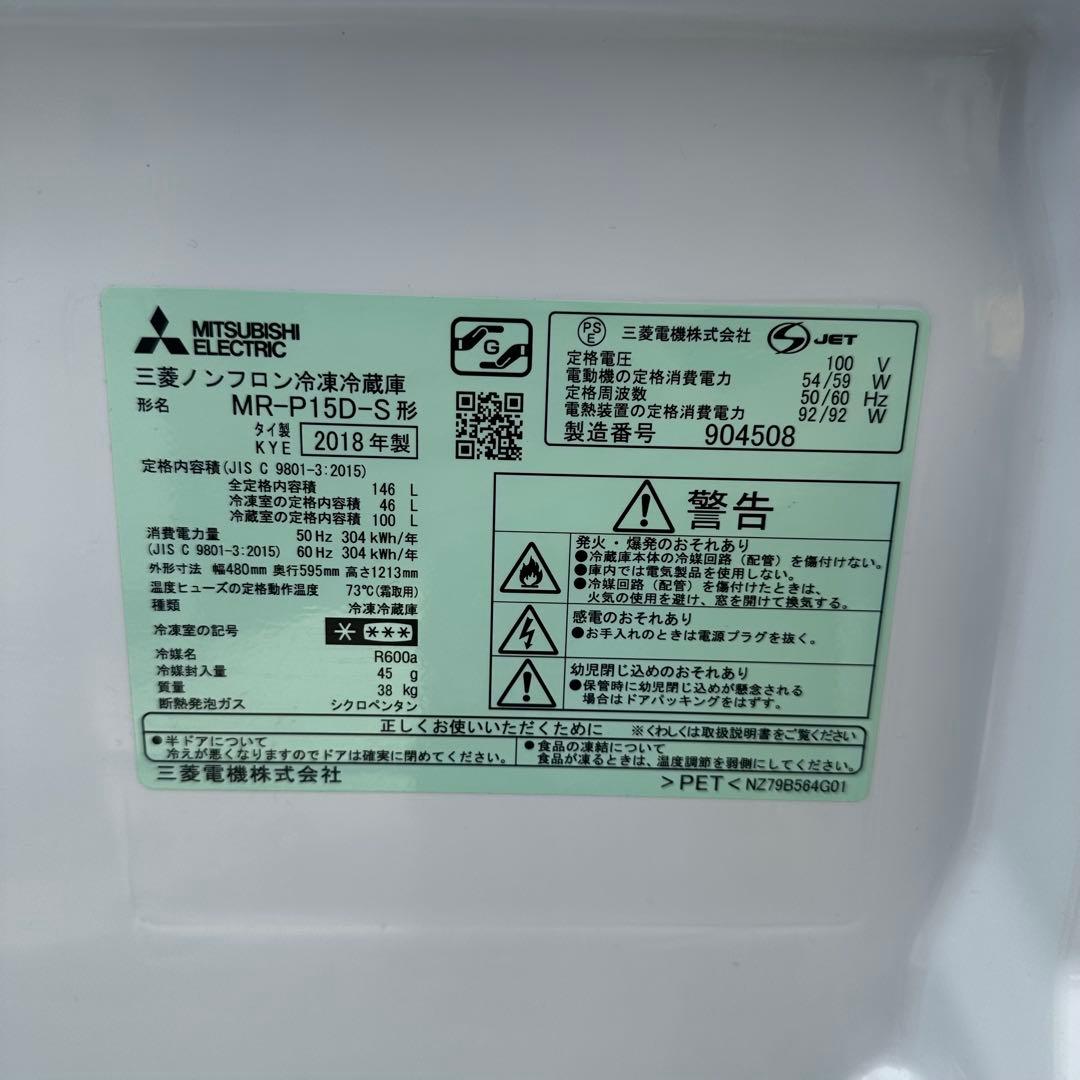 MITSUBISHI
ELECTRIC
三菱ノンフロン冷凍冷蔵庫
形名 MR-P15D-S形
タイ製
KYE 2018年製
定格内容積(JIS C 9801-3:2015)
全定格内容積 146 L
冷凍室の定格内容積 46 L
冷蔵室の定格内容積 100 L
消費電力量 50 Hz 304 kWh/年
(JIS C 9801-3:2015) 60 Hz 304 kWh/年
外形寸法 幅480mm 奥行595mm 高さ1213mm
温度ヒューズの定格動作温度 73℃(霜取用)
種類 冷凍冷蔵庫
冷凍室の記号 * ***
冷媒名 R600a
冷媒封入量 45 g
質量 38 kg
断熱発泡ガス シクロペンタン
G
PSE 三菱電機株式会社 S JET
定格電圧 100 V
電動機の定格消費電力 54/59 W
定格周波数 50/60 Hz
電熱装置の定格消費電力 92/92 W
製造番号 904508
警告
発火・爆発のおそれあり
●冷蔵庫本体の冷媒回路(配管)を傷付けない。
●庫内では電気製品を使用しない。
●冷媒回路(配管)を傷付けたときは、
火気の使用を避け、窓を開けて換気する。
感電のおそれあり
●お手入れのときは電源プラグを抜く。
幼児閉じ込めのおそれあり
●保管時に幼児閉じ込めが懸念される
場合はドアパッキングをはずす。
正しくお使いいただくために ※くわしくは取扱説明書をご覧ください
●半ドアについて
冷えが悪くなりますのでドアは確実に閉めてください。
●食品の凍結について
食品が凍るときは、温度調節を弱側にしてください。
三菱電機株式会社
>PET< NZ79B564G01